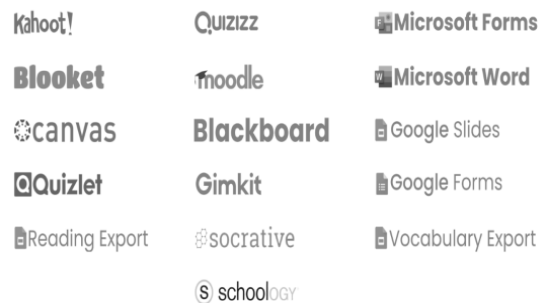 Kahoot!
Quizizz
Microsoft Forms
Blooket
moodle
Microsoft Word
canvas
Blackboard
Google Slides
Quizlet
Gimkit
Google Forms
Reading Export
socrative
Vocabulary Export
S schoology